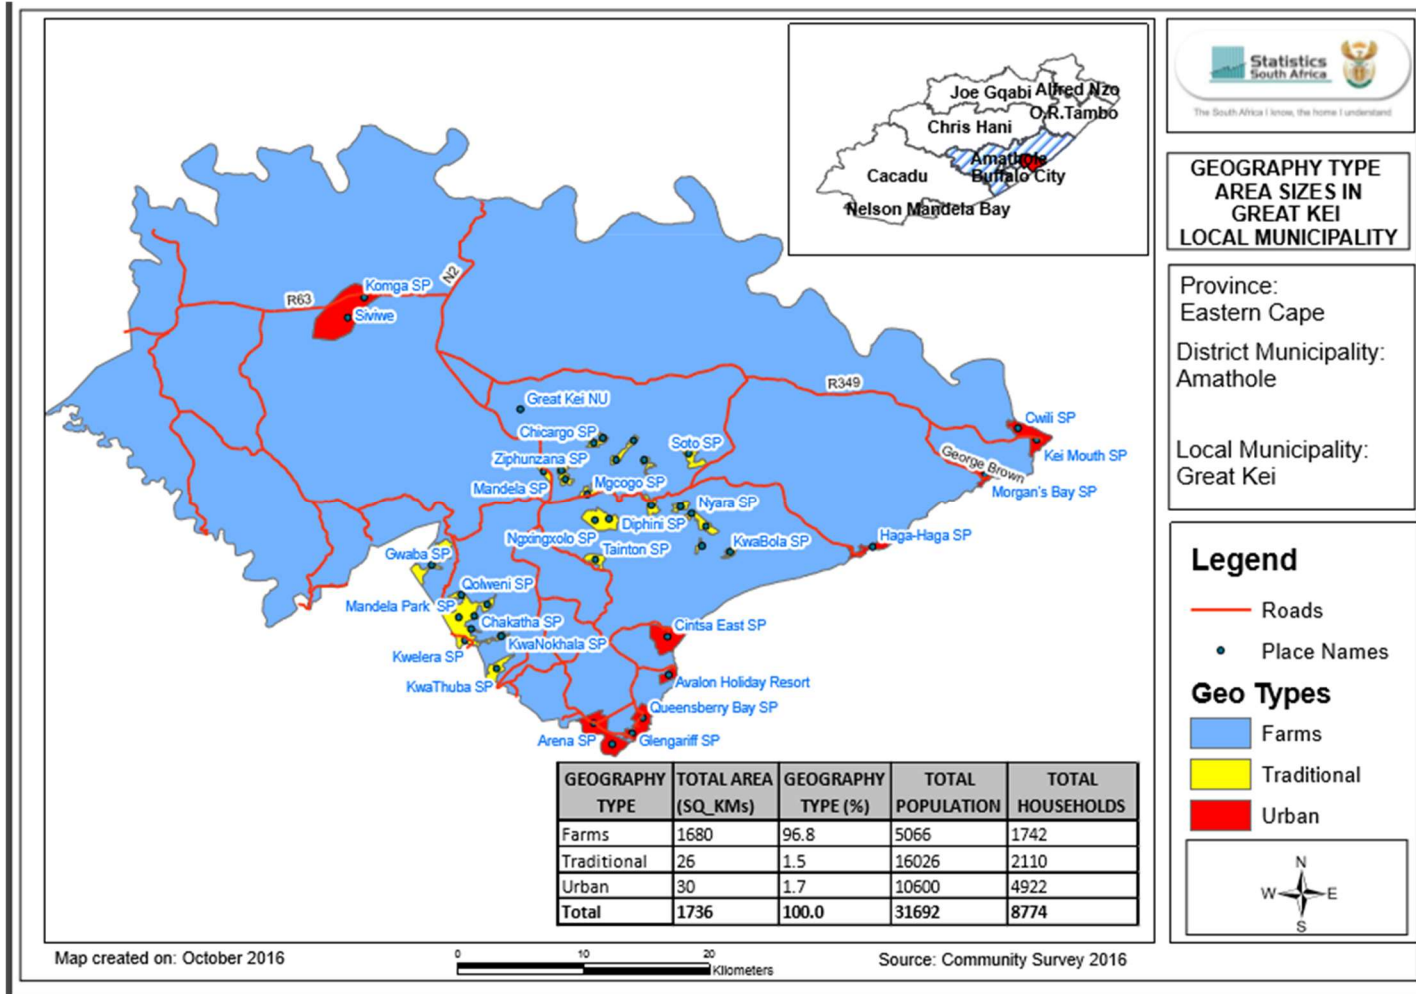 Joe Gqabi
Alfred Nzo
O.R.Tambo
Chris Hani
Amathole
Cacadu
Buffalo City
Nelson Mandela Bay
Statistics
South Africa
The South Africa I know, the home I understand
GEOGRAPHY TYPE
AREA SIZES IN
GREAT KEI
LOCAL MUNICIPALITY
Province:
Eastern Cape
District Municipality:
Amathole
Local Municipality:
Great Kei
Legend
Roads
Place Names
Geo Types
Farms
Traditional
Urban
N
W E
S
N2
Komga SP
R63
Siviwe
R349
Great Kei NU
Cwili SP
Chicargo SP
Soto SP
Kei Mouth SP
Ziphunzana SP
George Brown
Mandela SP
Mgcogo SP
Morgan's Bay SP
Nyara SP
Diphini SP
Ngxingxolo SP
KwaBola SP
Haga-Haga SP
Tainton SP
Gwaba SP
Qolweni SP
Mandela Park SP
Chakatha SP
Cintsa East SP
KwaNokhala SP
Kwelera SP
KwaThuba SP
Avalon Holiday Resort
Queensberry Bay SP
Arena SP
Glengariff SP
GEOGRAPHY TYPE TOTAL AREA (SQ_KMs) GEOGRAPHY TYPE (%) TOTAL POPULATION TOTAL HOUSEHOLDS
Farms 1680 96.8 5066 1742
Traditional 26 1.5 16026 2110
Urban 30 1.7 10600 4922
Total 1736 100.0 31692 8774
Map created on: October 2016
0 10 20
Kilometers
Source: Community Survey 2016